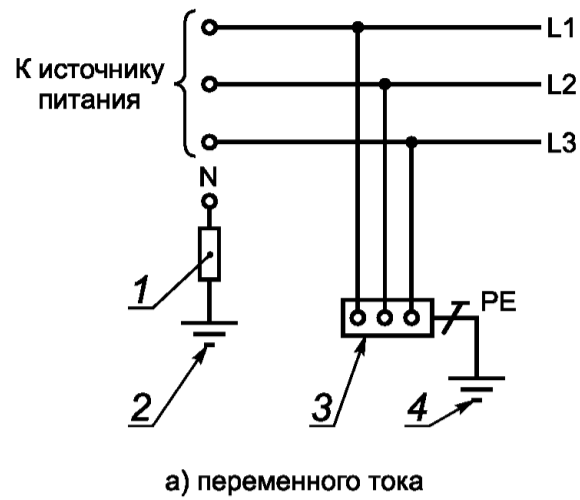 L1
К источнику
питания
L2
L3
N
1
PE
2
3
4
а) переменного тока